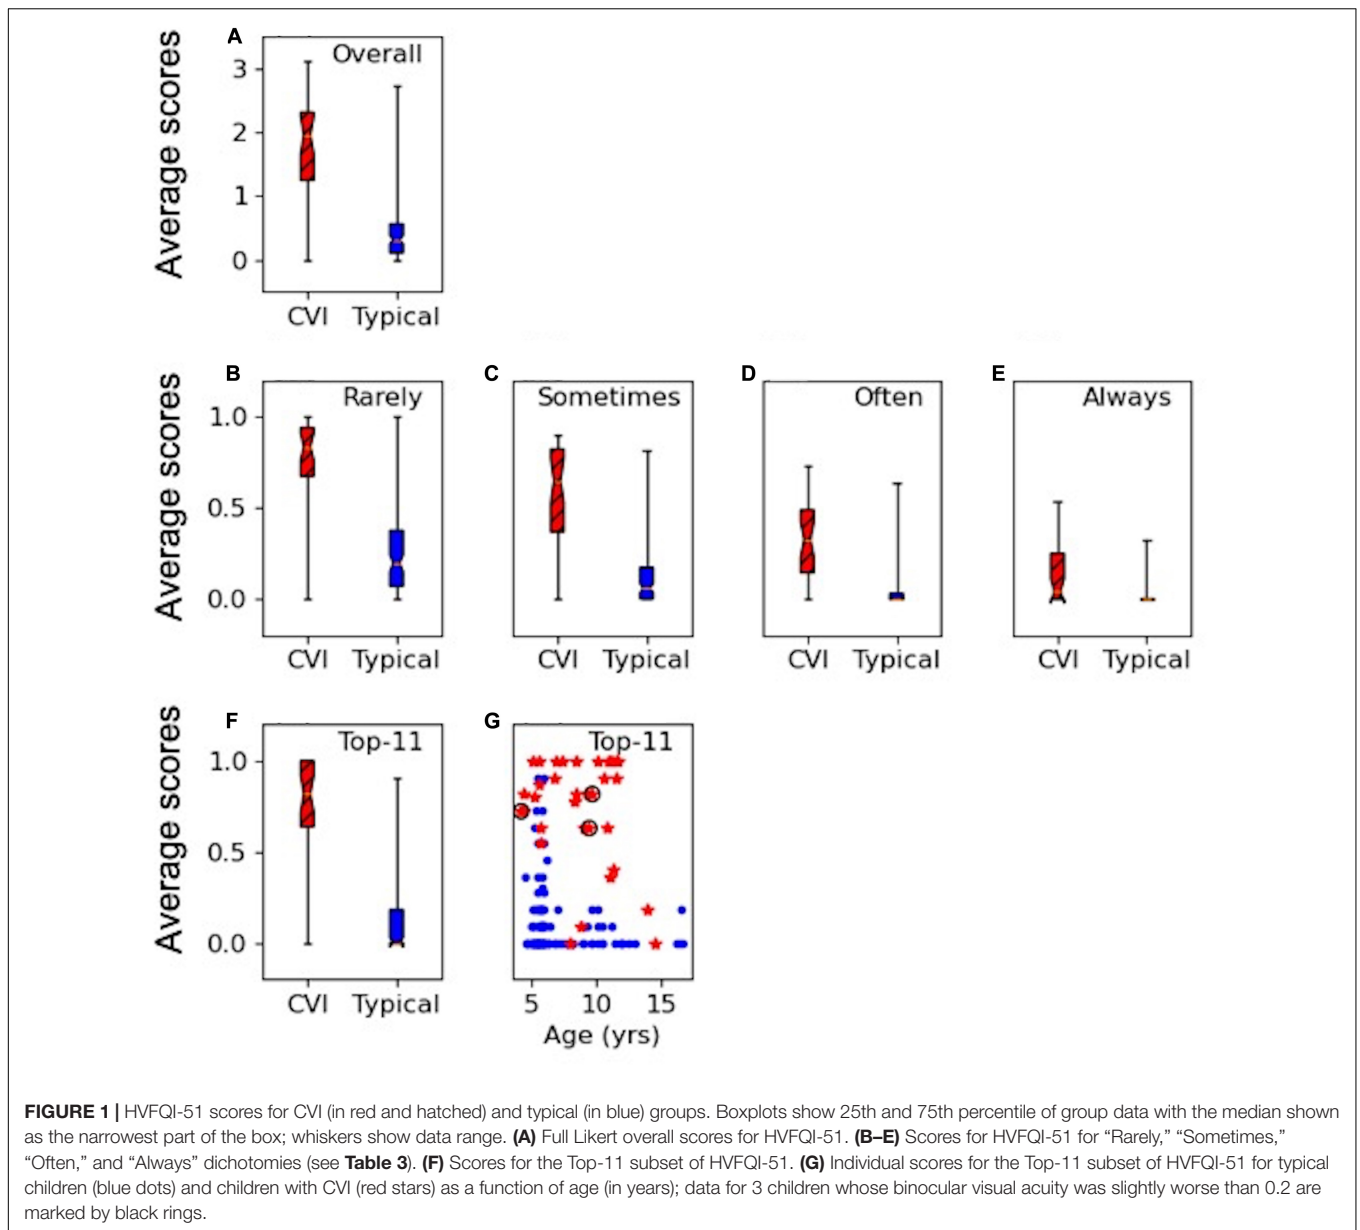 A
Overall
Average scores
3
2
1
0
CVI Typical
B
Rarely
C
Sometimes
D
Often
E
Always
Average scores
1.0
0.5
0.0
CVI Typical
CVI Typical
CVI Typical
CVI Typical
F
Top-11
G
Top-11
Average scores
1.0
0.5
0.0
CVI Typical
5 10 15
Age (yrs)
FIGURE 1 | HVFQI-51 scores for CVI (in red and hatched) and typical (in blue) groups. Boxplots show 25th and 75th percentile of group data with the median shown
as the narrowest part of the box; whiskers show data range. (A) Full Likert overall scores for HVFQI-51. (B–E) Scores for HVFQI-51 for “Rarely,” “Sometimes,”
“Often,” and “Always” dichotomies (see Table 3). (F) Scores for the Top-11 subset of HVFQI-51. (G) Individual scores for the Top-11 subset of HVFQI-51 for typical
children (blue dots) and children with CVI (red stars) as a function of age (in years); data for 3 children whose binocular visual acuity was slightly worse than 0.2 are
marked by black rings.